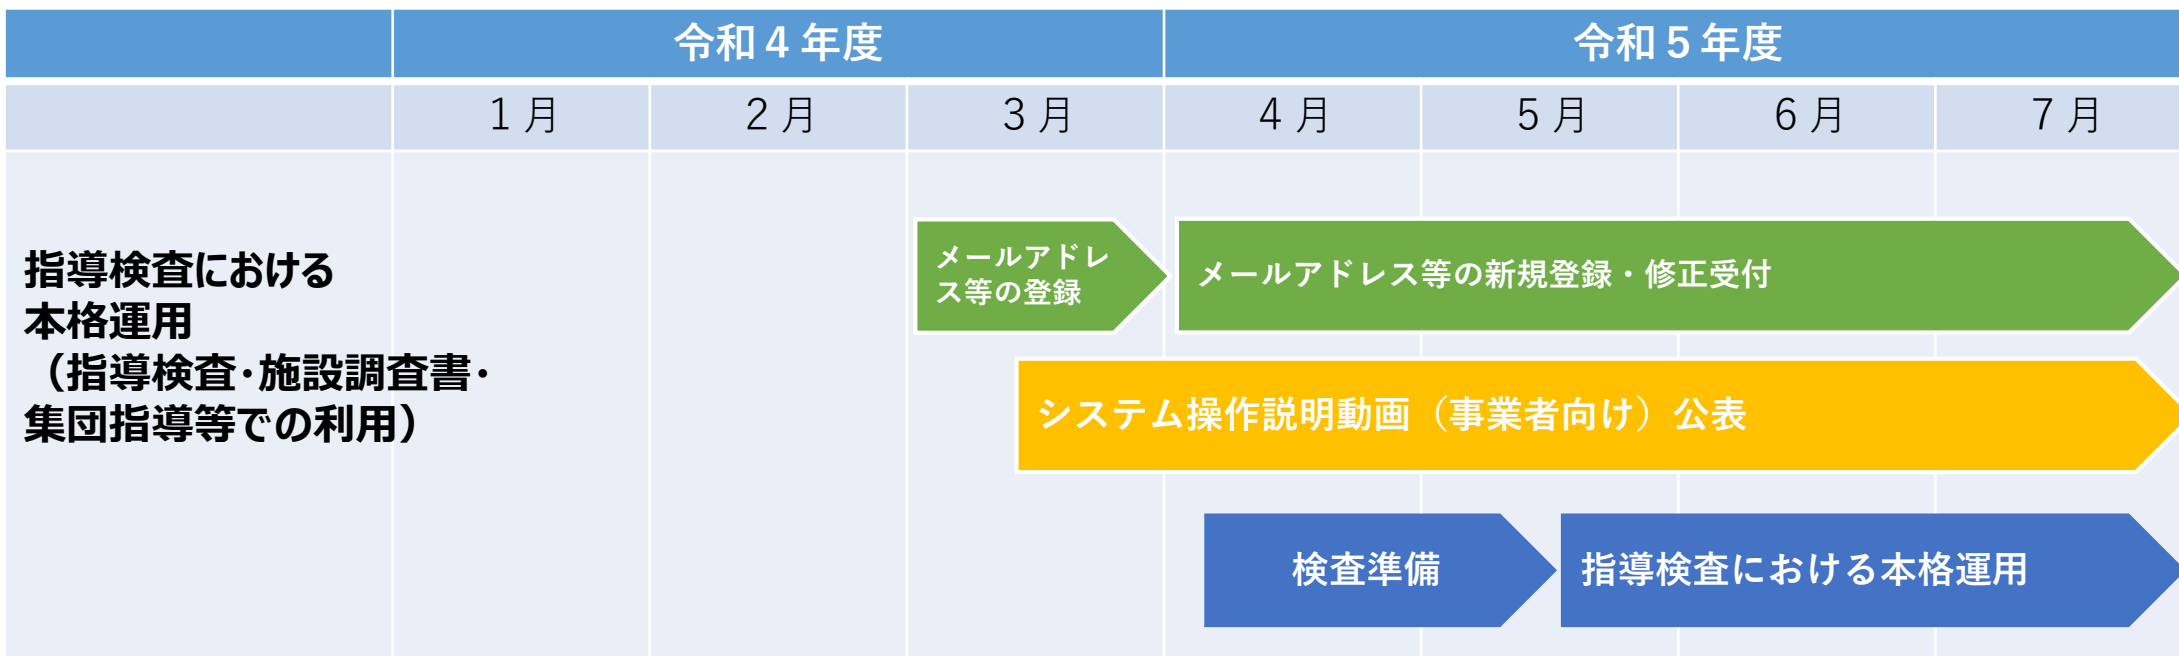 令和４年度
令和５年度
１月
２月
３月
４月
５月
６月
７月
指導検査における
本格運用
（指導検査・施設調査書・
集団指導等での利用）
メールアドレ
ス等の登録
メールアドレス等の新規登録・修正受付
システム操作説明動画（事業者向け）公表
検査準備
指導検査における本格運用